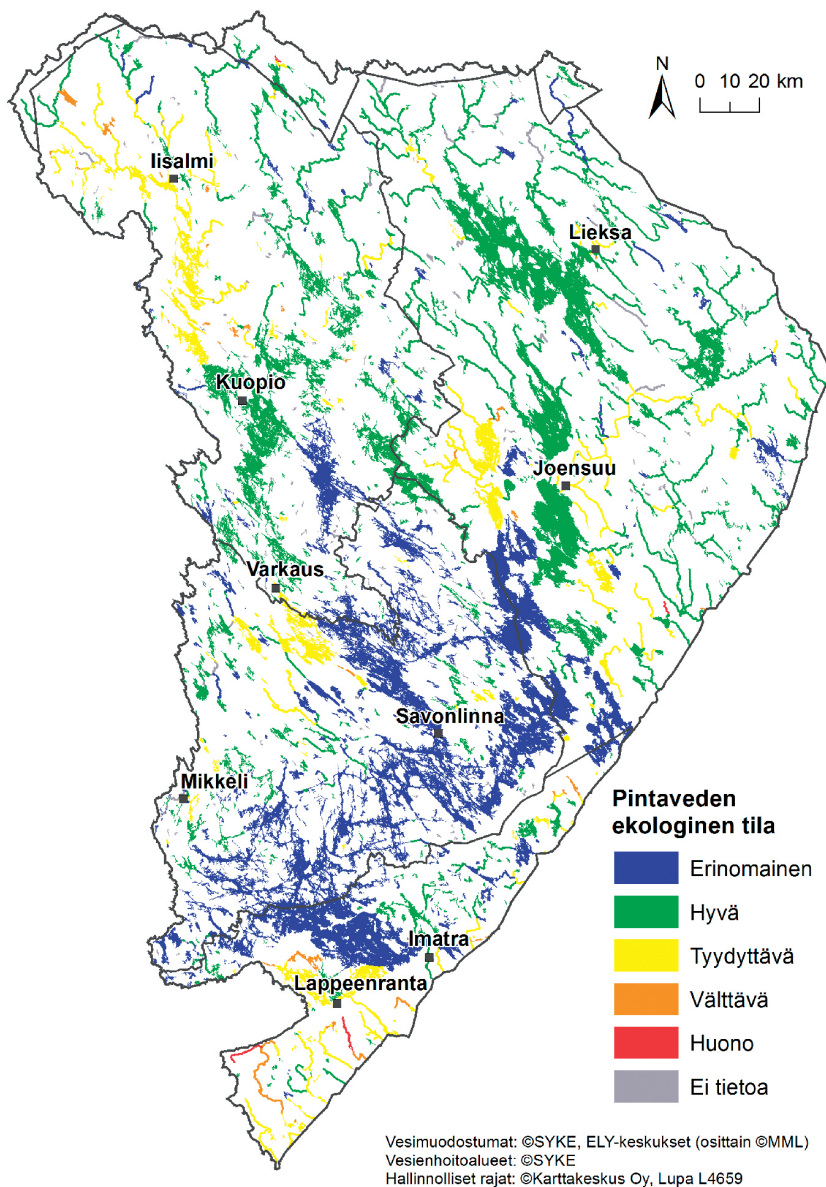 N
0 10 20 km
Iisalmi
Lieksa
Kuopio
Joensuu
Varkaus
Savonlinna
Mikkeli
Imatra
Lappeenranta
Pintaveden
ekologinen tila
Erinomainen
Hyvä
Tyydyttävä
Välttävä
Huono
Ei tietoa
Vesimuodostumat: ©SYKE, ELY-keskukset (osittain ©MML)
Vesienhoitoalueet: ©SYKE
Hallinnolliset rajat: ©Karttakeskus Oy, Lupa L4659